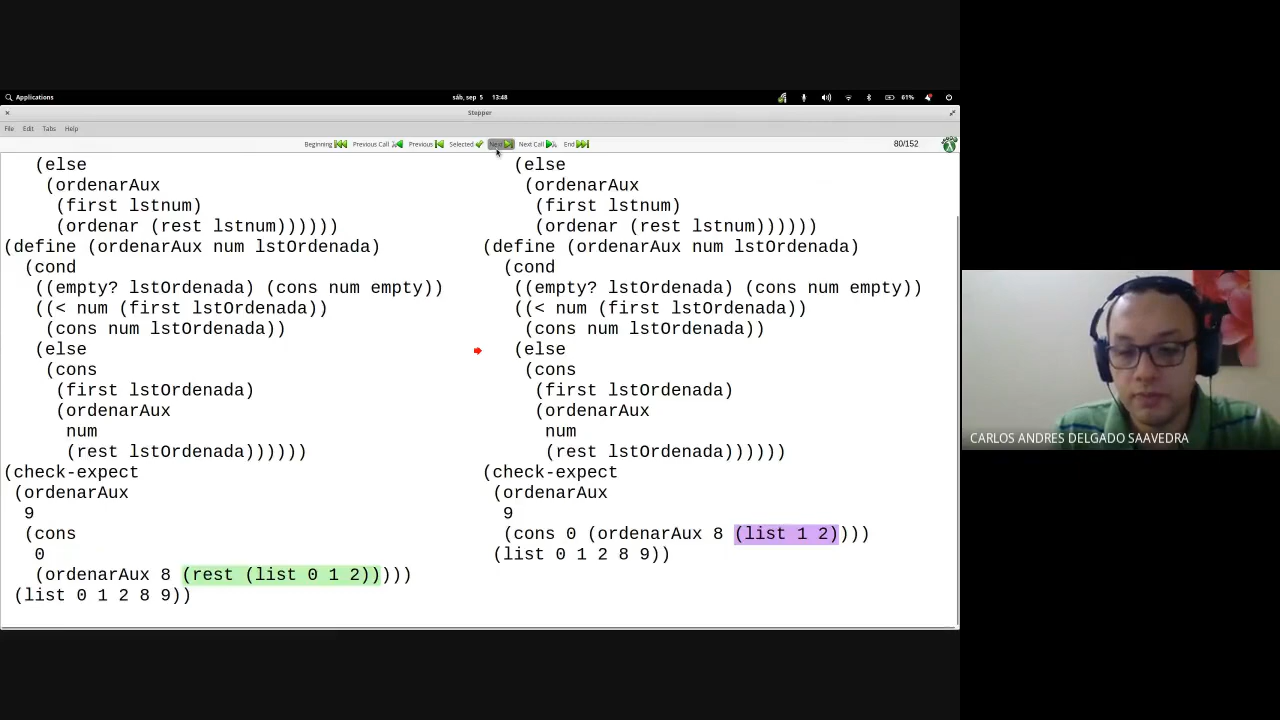 Applications
sáb, sep 5 13:48
61%
Stepper
File Edit Tabs Help
Beginning Previous Call Previous Selected Next Next Call End 80/152
(else
(ordenarAux
(first lstnum)
(ordenar (rest lstnum))))))
(define (ordenarAux num lstOrdenada)
(cond
((empty? lstOrdenada) (cons num empty))
((< num (first lstOrdenada))
(cons num lstOrdenada))
(else
(cons
(first lstOrdenada)
(ordenarAux
num
(rest lstOrdenada))))))
(check-expect
(ordenarAux
9
(cons
0
(ordenarAux 8 (rest (list 0 1 2)))))
(list 0 1 2 8 9))
(else
(ordenarAux
(first lstnum)
(ordenar (rest lstnum))))))
(define (ordenarAux num lstOrdenada)
(cond
((empty? lstOrdenada) (cons num empty))
((< num (first lstOrdenada))
(cons num lstOrdenada))
(else
(cons
(first lstOrdenada)
(ordenarAux
num
(rest lstOrdenada))))))
(check-expect
(ordenarAux
9
(cons 0 (ordenarAux 8 (list 1 2))))
(list 0 1 2 8 9))
CARLOS ANDRES DELGADO SAAVEDRA